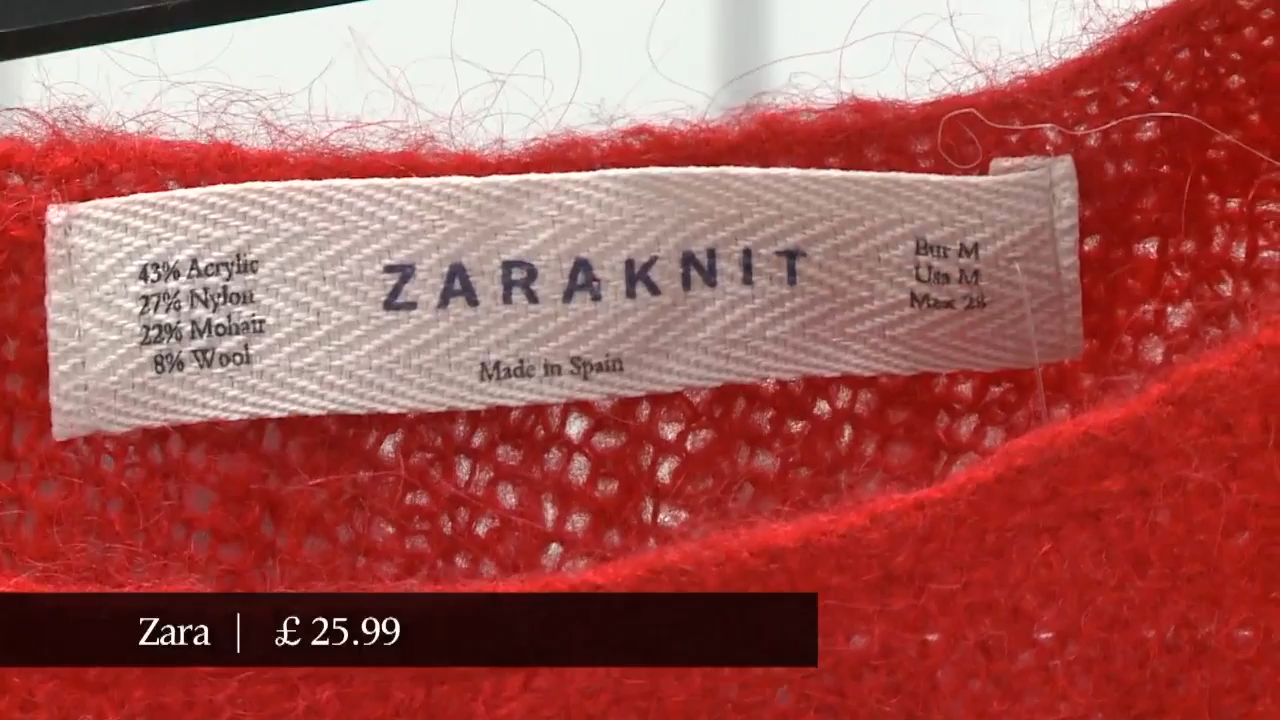 43% Acrylic
27% Nylon
22% Mohair
8% Wool
ZARAKNIT
Made in Spain
Eur M
Usa M
Mex 28
Zara | £ 25.99